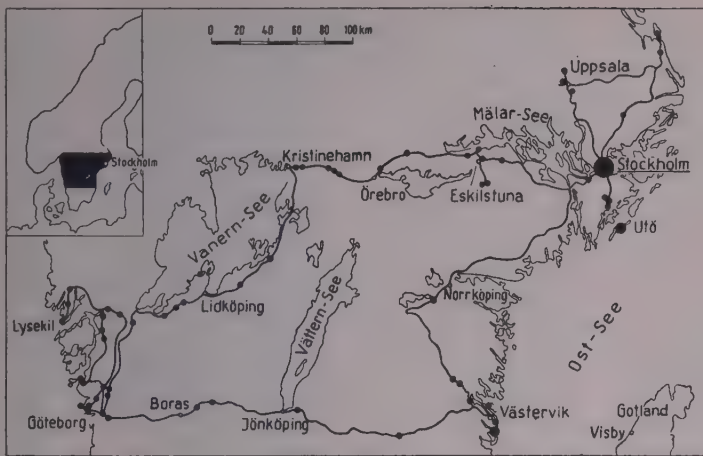 0 20 40 60 80 100 km
Uppsala
Stockholm
Mälar-See
Kristinehamn
Stockholm
Örebro
Eskilstuna
Utö
Vanern-See
Lidköping
Vättern-See
Norrköping
Lysekil
Ost-See
Göteborg
Boras
Jönköping
Västervik
Gotland
Visby